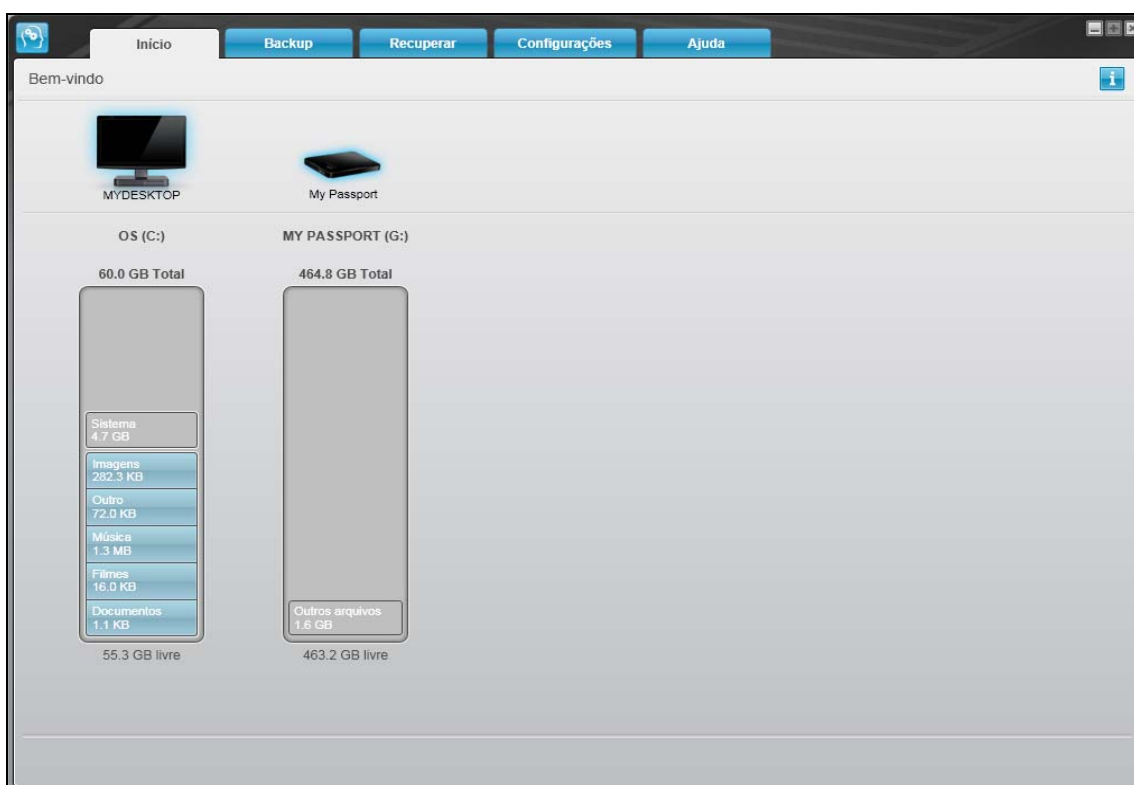 Início
Backup
Recuperar
Configurações
Ajuda
Bem-vindo
i
MYDESKTOP
My Passport
OS (C:)
MY PASSPORT (G:)
60.0 GB Total
464.8 GB Total
Sistema
4.7 GB
Imagens
282.3 KB
Outro
72.0 KB
Música
1.3 MB
Filmes
16.0 KB
Documentos
1.1 KB
Outros arquivos
1.6 GB
55.3 GB livre
463.2 GB livre